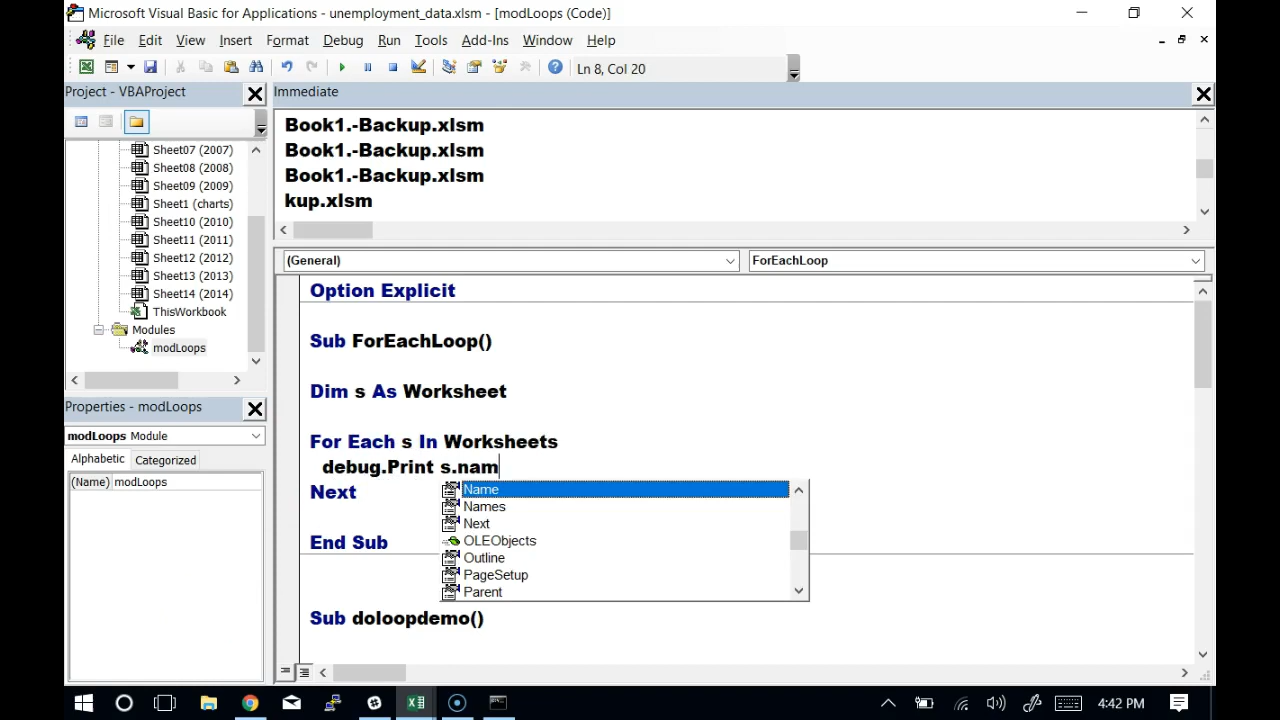 Microsoft Visual Basic for Applications - unemployment_data.xlsm - [modLoops (Code)]
File Edit View Insert Format Debug Run Tools Add-Ins Window Help
Ln 8, Col 20
Project - VBAProject
Immediate
Sheet07 (2007)
Sheet08 (2008)
Sheet09 (2009)
Sheet1 (charts)
Sheet10 (2010)
Sheet11 (2011)
Sheet12 (2012)
Sheet13 (2013)
Sheet14 (2014)
ThisWorkbook
Modules
modLoops
Book1.-Backup.xlsm
Book1.-Backup.xlsm
Book1.-Backup.xlsm
kup.xlsm
Properties - modLoops
modLoops Module
Alphabetic Categorized
(Name) modLoops
(General) ForEachLoop
Option Explicit
Sub ForEachLoop()
Dim s As Worksheet
For Each s In Worksheets
debug.Print s.nam
Next
End Sub
Sub doloopdemo()
Name
Names
Next
OLEObjects
Outline
PageSetup
Parent
4:42 PM